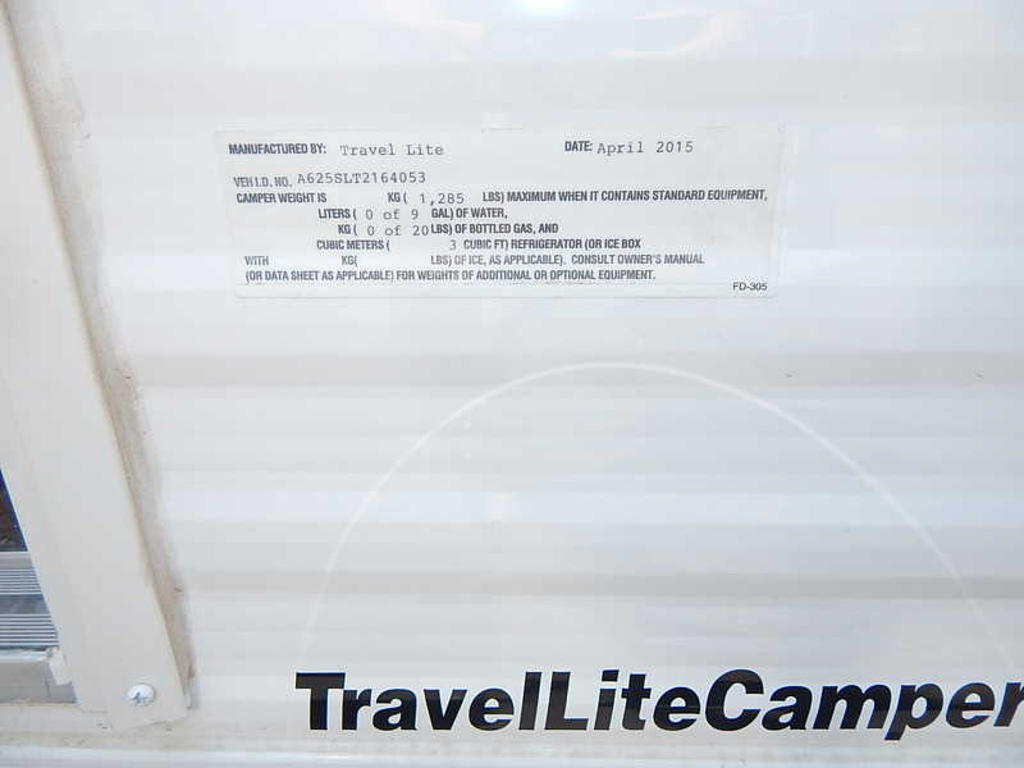 MANUFACTURED BY: Travel Lite DATE: April 2015
VEH I.D. NO. A625SLT2164053
CAMPER WEIGHT IS KG ( 1,285 LBS) MAXIMUM WHEN IT CONTAINS STANDARD EQUIPMENT,
LITERS ( 0 of 9 GAL) OF WATER,
KG ( 0 of 20 LBS) OF BOTTLED GAS, AND
CUBIC METERS ( 3 CUBIC FT) REFRIGERATOR (OR ICE BOX
WITH KG( LBS) OF ICE, AS APPLICABLE). CONSULT OWNER'S MANUAL
(OR DATA SHEET AS APPLICABLE) FOR WEIGHTS OF ADDITIONAL OR OPTIONAL EQUIPMENT.
FD-305
TravelLiteCamper